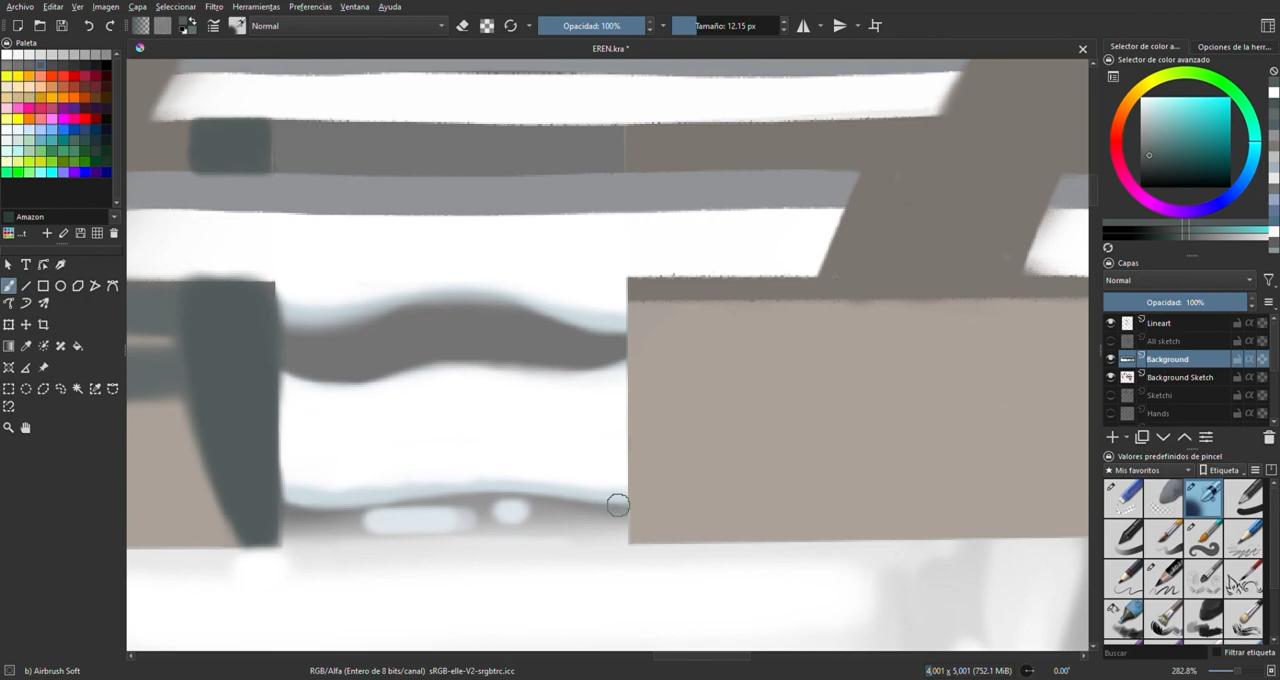 Archivo Editar Ver Imagen Capa Seleccionar Filtro Herramientas Preferencias Ventana Ayuda
Normal
Opacidad: 100%
Tamaño: 12.15 px
Paleta
EREN.kra *
Selector de color a...
Opciones de la herr...
Selector de color avanzado
Amazon
...t
Capas
Normal
Opacidad: 100%
Lineart
All sketch
Background
Background Sketch
Sketchi
Hands
Valores predefinidos de pincel
Mis favoritos
Etiqueta
Buscar
Filtrar etiqueta
b) Airbrush Soft
RGB/Alfa (Entero de 8 bits/canal) sRGB-elle-V2-srgbtrc.icc
4,001 x 5,001 (752.1 MiB)
0.00°
282.8%